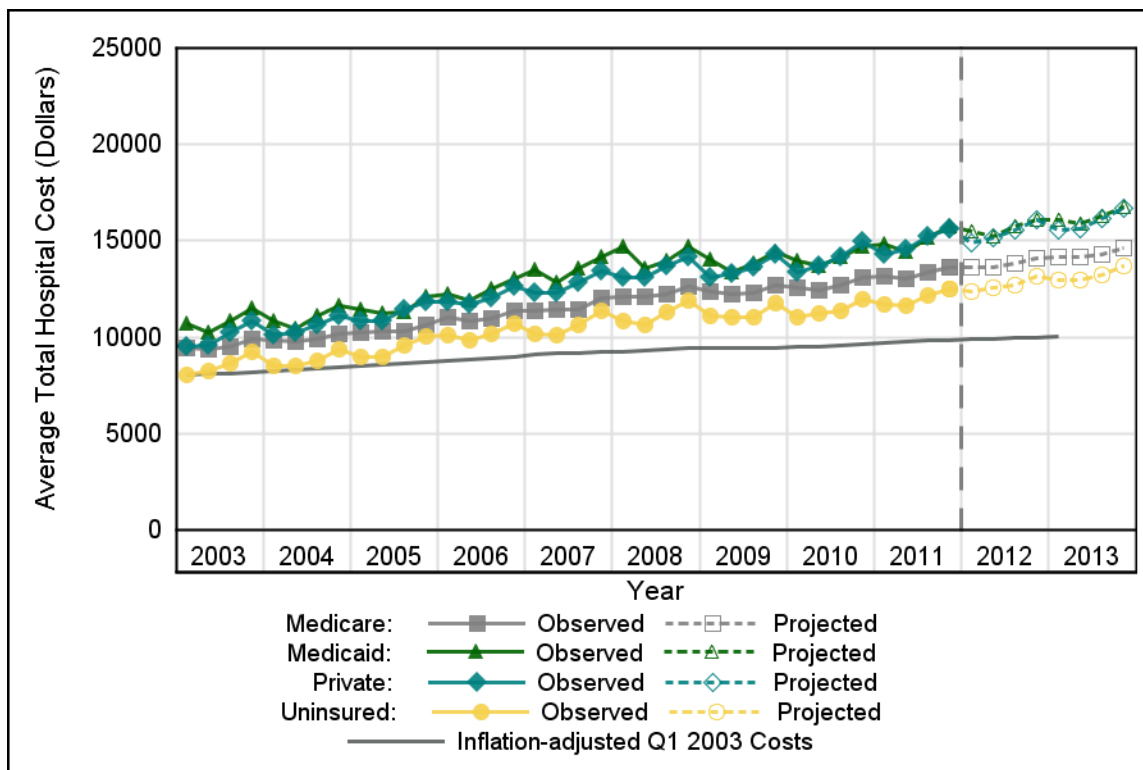 Average Total Hospital Cost (Dollars)
25000
20000
15000
10000
5000
0
2003 2004 2005 2006 2007 2008 2009 2010 2011 2012 2013
Year
Medicare: Observed Projected
Medicaid: Observed Projected
Private: Observed Projected
Uninsured: Observed Projected
Inflation-adjusted Q1 2003 Costs